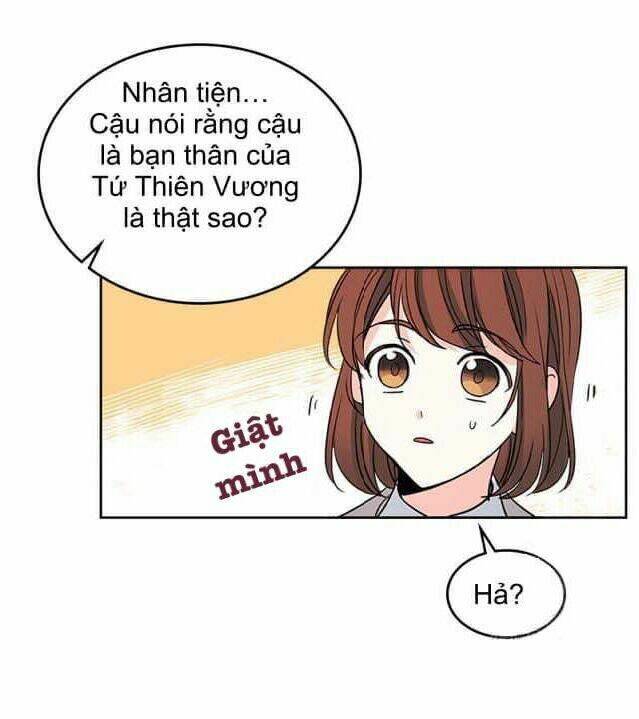 Nhân tiện...
Cậu nói rằng cậu
là bạn thân của
Tứ Thiên Vương
là thật sao?
Giật
mình
Hả?